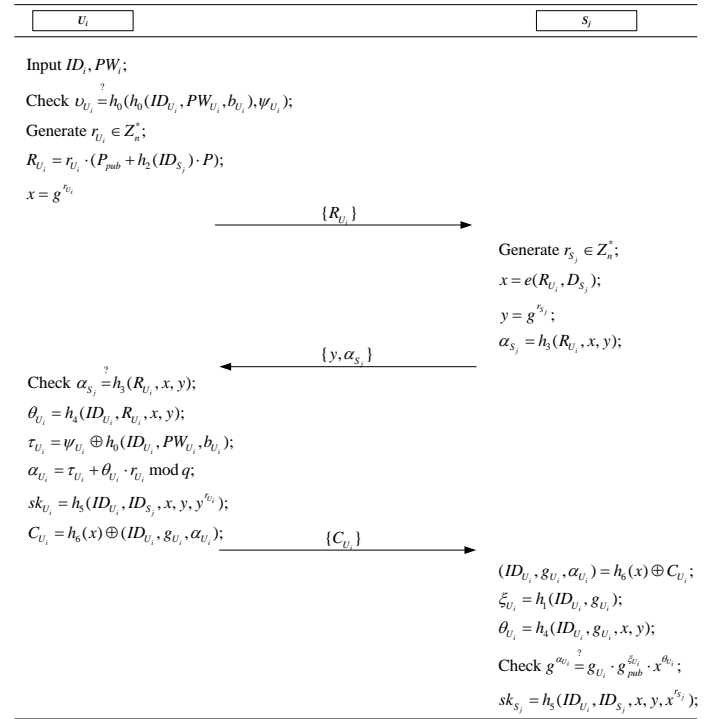 U_i S_j
Input ID_i, PW_i;
Check υ_{U_i} =? h_0(h_0(ID_{U_i}, PW_{U_i}, b_{U_i}), ψ_{U_i});
Generate r_{U_i} ∈ Z_n^*;
R_{U_i} = r_{U_i} · (P_{pub} + h_2(ID_{S_j}) · P);
x = g^{r_{U_i}}
{R_{U_i}}
Generate r_{S_j} ∈ Z_n^*;
x = e(R_{U_i}, D_{S_j});
y = g^{r_{S_j}};
α_{S_j} = h_3(R_{U_i}, x, y);
{y, α_{S_j}}
Check α_{S_j} =? h_3(R_{U_i}, x, y);
θ_{U_i} = h_4(ID_{U_i}, R_{U_i}, x, y);
τ_{U_i} = ψ_{U_i} ⊕ h_0(ID_{U_i}, PW_{U_i}, b_{U_i});
α_{U_i} = τ_{U_i} + θ_{U_i} · r_{U_i} mod q;
sk_{U_i} = h_5(ID_{U_i}, ID_{S_j}, x, y, y^{r_{U_i}});
C_{U_i} = h_6(x) ⊕ (ID_{U_i}, g_{U_i}, α_{U_i});
{C_{U_i}}
(ID_{U_i}, g_{U_i}, α_{U_i}) = h_6(x) ⊕ C_{U_i};
ξ_{U_i} = h_1(ID_{U_i}, g_{U_i});
θ_{U_i} = h_4(ID_{U_i}, g_{U_i}, x, y);
Check g^{α_{U_i}} =? g_{U_i} · g_{pub}^{ξ_{U_i}} · x^{θ_{U_i}};
sk_{S_j} = h_5(ID_{U_i}, ID_{S_j}, x, y, x^{r_{S_j}});